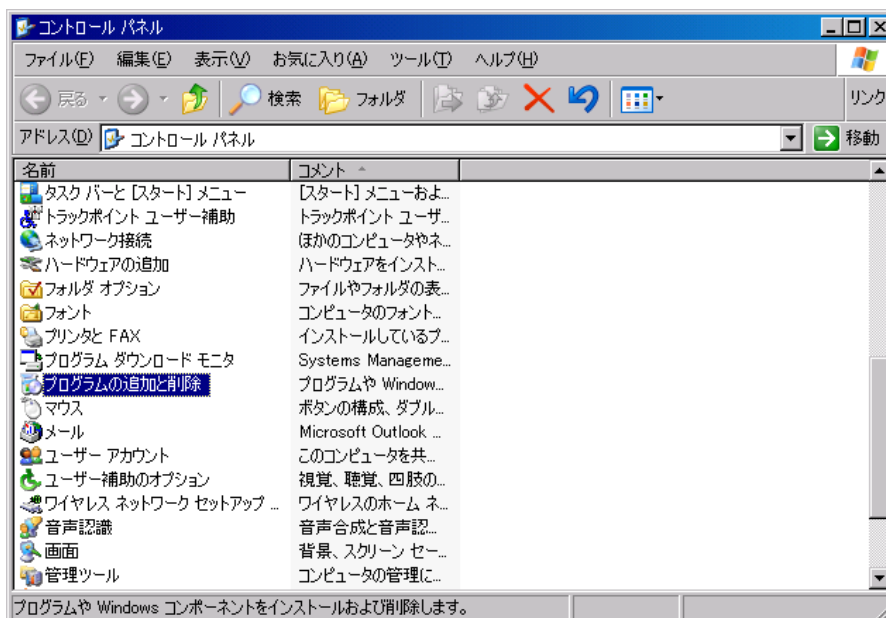 コントロール パネル
ファイル(F) 編集(E) 表示(V) お気に入り(A) ツール(T) ヘルプ(H)
戻る 検索 フォルダ リンク
アドレス(D) コントロール パネル 移動
名前 コメント
タスク バーと [スタート] メニュー [スタート] メニューおよ...
トラックポイント ユーザー補助 トラックポイント ユーザ...
ネットワーク接続 ほかのコンピュータやネ...
ハードウェアの追加 ハードウェアをインスト...
フォルダ オプション ファイルやフォルダの表...
フォント コンピュータのフォント...
プリンタと FAX インストールしているプ...
プログラム ダウンロード モニタ Systems Manageme...
プログラムの追加と削除 プログラムや Window...
マウス ボタンの構成、ダブル...
メール Microsoft Outlook ...
ユーザー アカウント このコンピュータを共...
ユーザー補助のオプション 視覚、聴覚、四肢の...
ワイヤレス ネットワーク セットアップ ... ワイヤレスのホーム ネ...
音声認識 音声合成と音声認...
画面 背景、スクリーン セー...
管理ツール コンピュータの管理に...
プログラムや Windows コンポーネントをインストールおよび削除します。